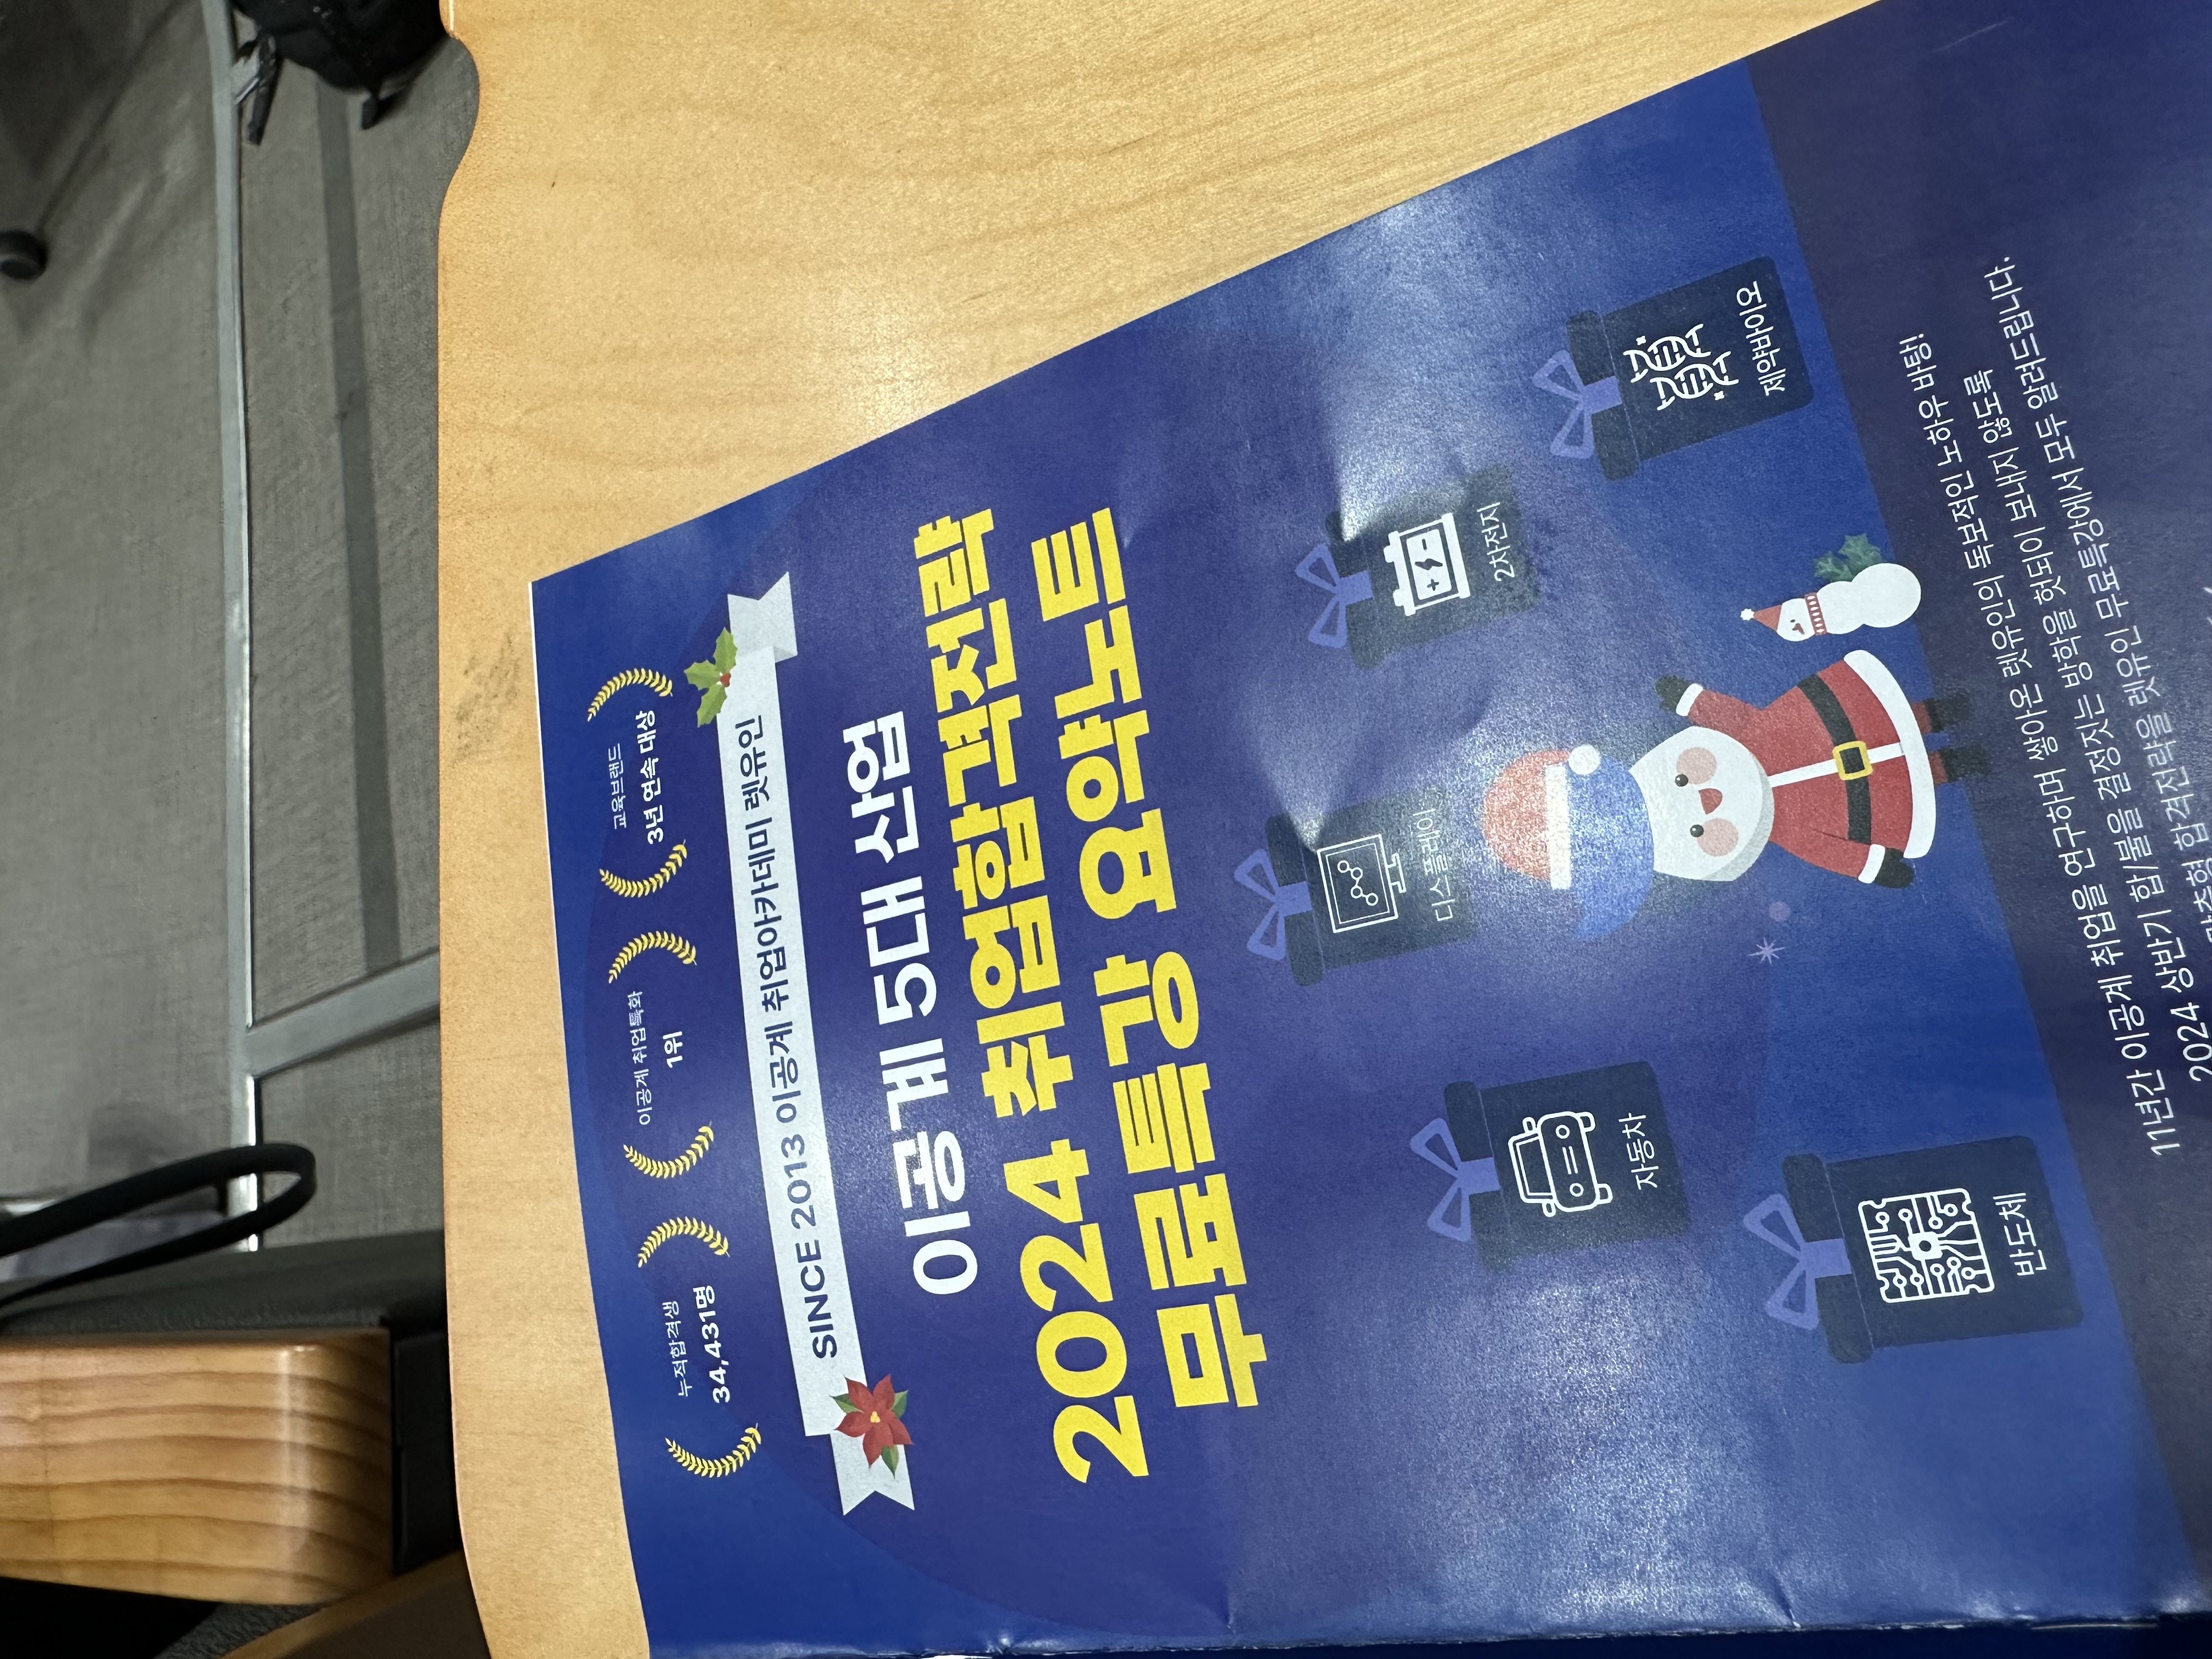 누적합격생
34,431명
이공계 취업특화
1위
교육브랜드
3년 연속 대상
SINCE 2013 이공계 취업아카데미 렛유인
이공계 5대 산업
2024 취업합격전략
무료특강 요약노트
반도체
자동차
디스플레이
2차전지
제약바이오
11년간 이공계 취업을 연구하며 쌓아온 렛유인의 독보적인 노하우 바탕!
2024 상반기 합/불을 결정짓는 방학을 헛되이 보내지 않도록
맞춤형 합격전략을 렛유인 무료특강에서 모두 알려드립니다.